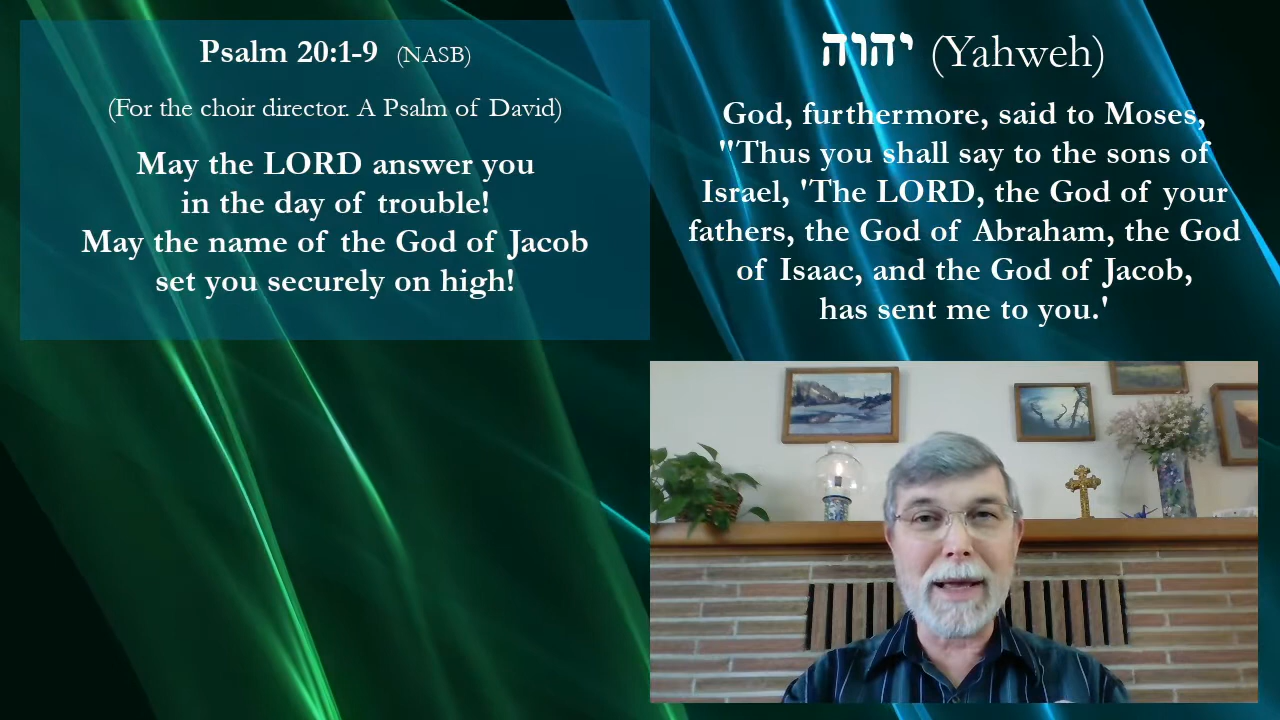 Psalm 20:1-9 (NASB)
(For the choir director. A Psalm of David)
May the LORD answer you
in the day of trouble!
May the name of the God of Jacob
set you securely on high!
יהוה (Yahweh)
God, furthermore, said to Moses,
"Thus you shall say to the sons of
Israel, 'The LORD, the God of your
fathers, the God of Abraham, the God
of Isaac, and the God of Jacob,
has sent me to you.'